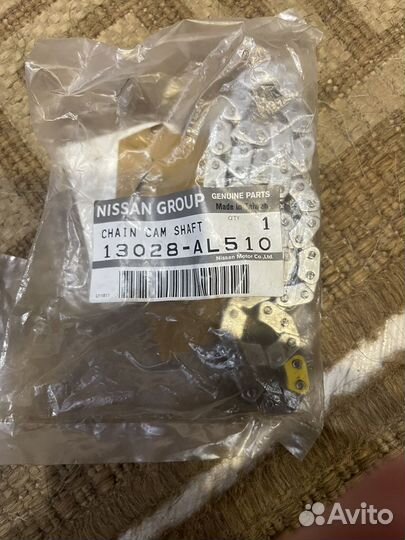 NISSAN GROUP
GENUINE PARTS
Made in Taiwan
CHAIN CAM SHAFT
QTY
1
13028-AL510
Nissan Motor Co.,Ltd.
Avito